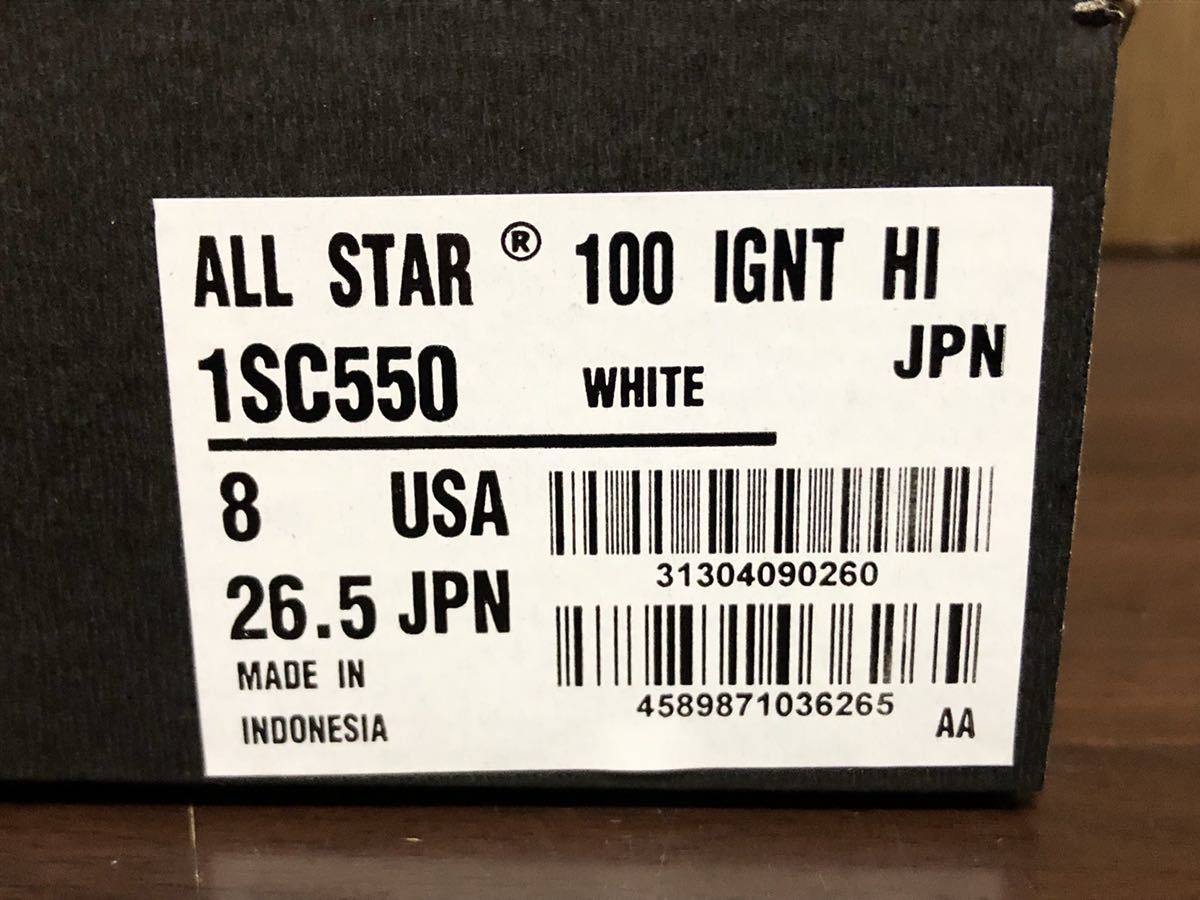 ALL STAR ® 100 IGNT HI
JPN
1SC550 WHITE
8 USA
31304090260
26.5 JPN
4589871036265
MADE IN
INDONESIA
AA